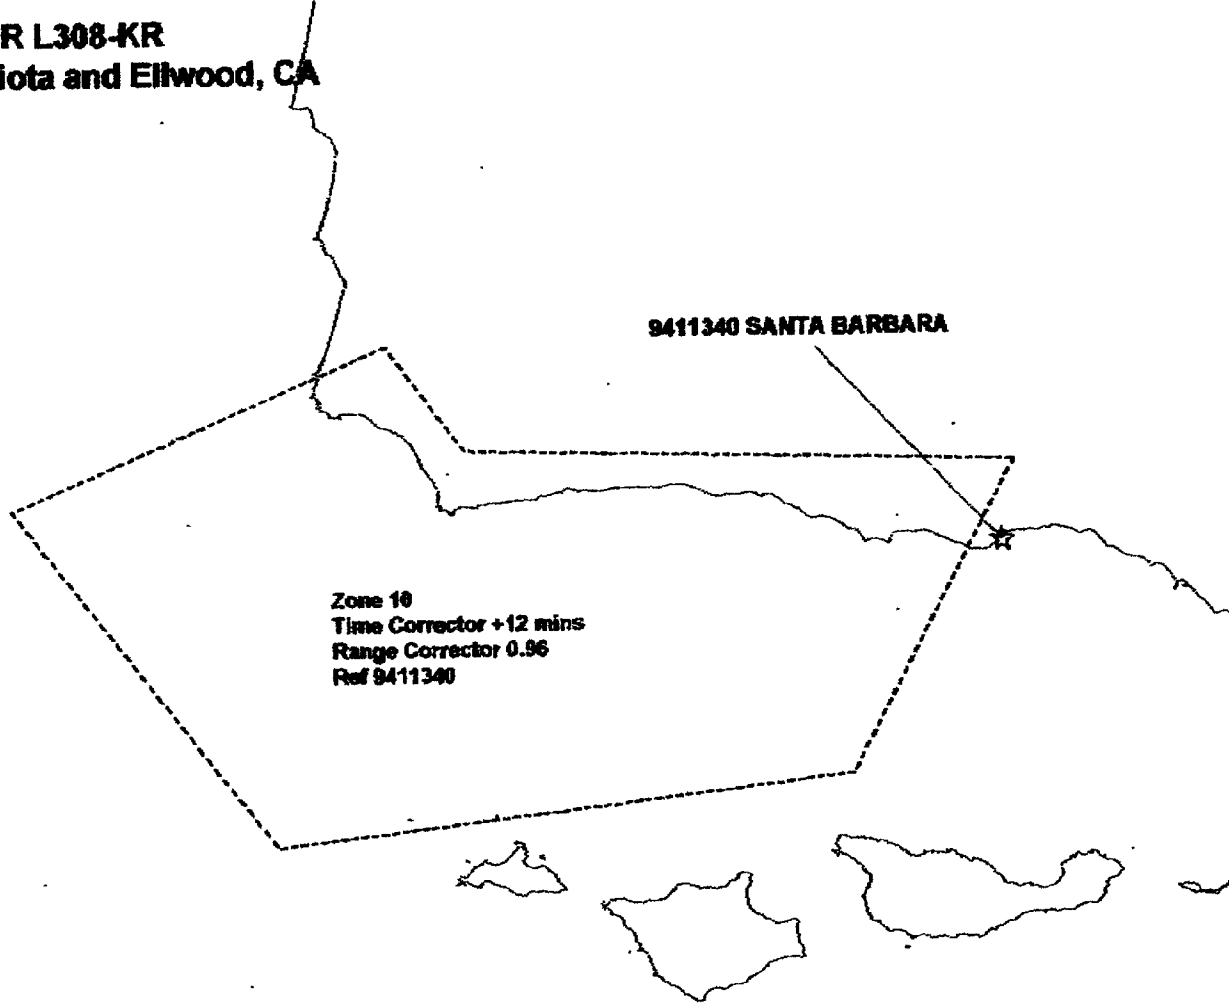 R L308-KR
iota and Ellwood, CA
9411340 SANTA BARBARA
Zone 10
Time Corrector +12 mins
Range Corrector 0.96
Ref 9411340